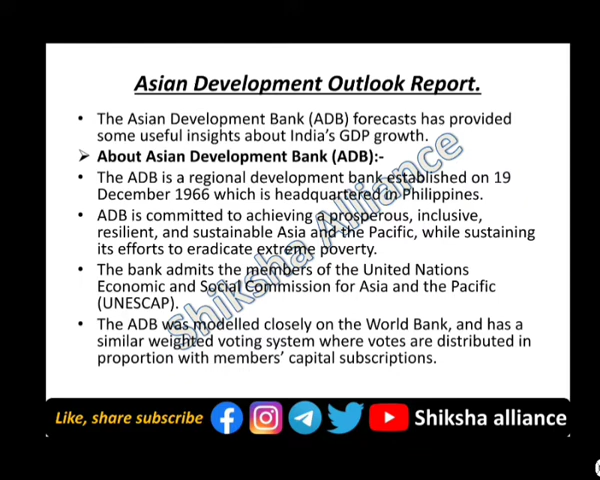 Asian Development Outlook Report.
• The Asian Development Bank (ADB) forecasts has provided
some useful insights about India's GDP growth.
➤ About Asian Development Bank (ADB):-
• The ADB is a regional development bank established on 19
December 1966 which is headquartered in Philippines.
• ADB is committed to achieving a prosperous, inclusive,
resilient, and sustainable Asia and the Pacific, while sustaining
its efforts to eradicate extreme poverty.
• The bank admits the members of the United Nations
Economic and Social Commission for Asia and the Pacific
(UNESCAP).
• The ADB was modelled closely on the World Bank, and has a
similar weighted voting system where votes are distributed in
proportion with members' capital subscriptions.
Shiksha Alliance
Like, share subscribe Shiksha alliance